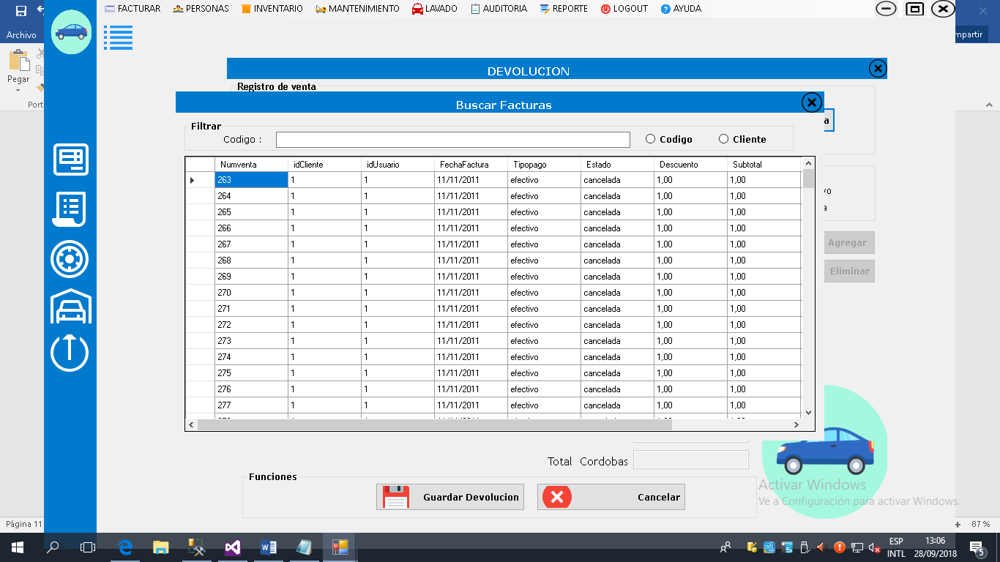 FACTURAR PERSONAS INVENTARIO MANTENIMIENTO LAVADO AUDITORIA REPORTE LOGOUT AYUDA
Archivo
mpartir
Pegar
Port
DEVOLUCION
Registro de venta
Buscar Facturas
a
Filtrar
Codigo : Codigo Cliente
Numventa idCliente idUsuario FechaFactura Tipopago Estado Descuento Subtotal
263 1 1 11/11/2011 efectivo cancelada 1,00 1,00
264 1 1 11/11/2011 efectivo cancelada 1,00 1,00
265 1 1 11/11/2011 efectivo cancelada 1,00 1,00
266 1 1 11/11/2011 efectivo cancelada 1,00 1,00
267 1 1 11/11/2011 efectivo cancelada 1,00 1,00
268 1 1 11/11/2011 efectivo cancelada 1,00 1,00
269 1 1 11/11/2011 efectivo cancelada 1,00 1,00
270 1 1 11/11/2011 efectivo cancelada 1,00 1,00
271 1 1 11/11/2011 efectivo cancelada 1,00 1,00
272 1 1 11/11/2011 efectivo cancelada 1,00 1,00
273 1 1 11/11/2011 efectivo cancelada 1,00 1,00
274 1 1 11/11/2011 efectivo cancelada 1,00 1,00
275 1 1 11/11/2011 efectivo cancelada 1,00 1,00
276 1 1 11/11/2011 efectivo cancelada 1,00 1,00
277 1 1 11/11/2011 efectivo cancelada 1,00 1,00
vo
a
Agregar
Eliminar
Total Cordobas
Funciones
Guardar Devolucion Cancelar
Activar Windows
Ve a Configuración para activar Windows.
Página 11
87 %
ESP
INTL
13:06
28/09/2018
5